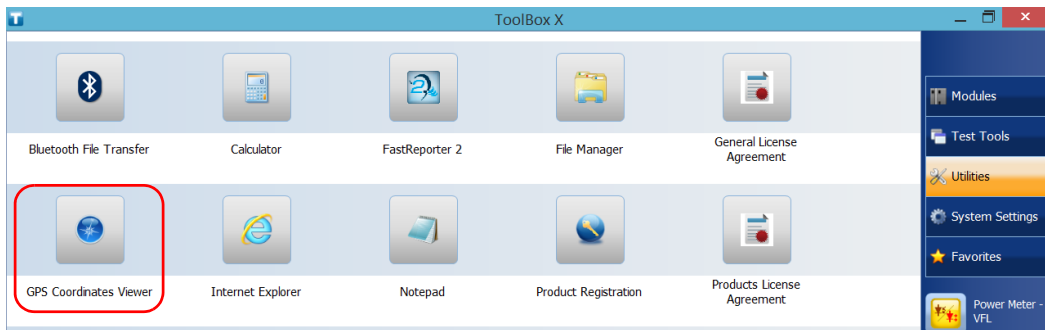 ToolBox X
Bluetooth File Transfer
Calculator
FastReporter 2
File Manager
General License
Agreement
GPS Coordinates Viewer
Internet Explorer
Notepad
Product Registration
Products License
Agreement
Modules
Test Tools
Utilities
System Settings
Favorites
Power Meter -
VFL